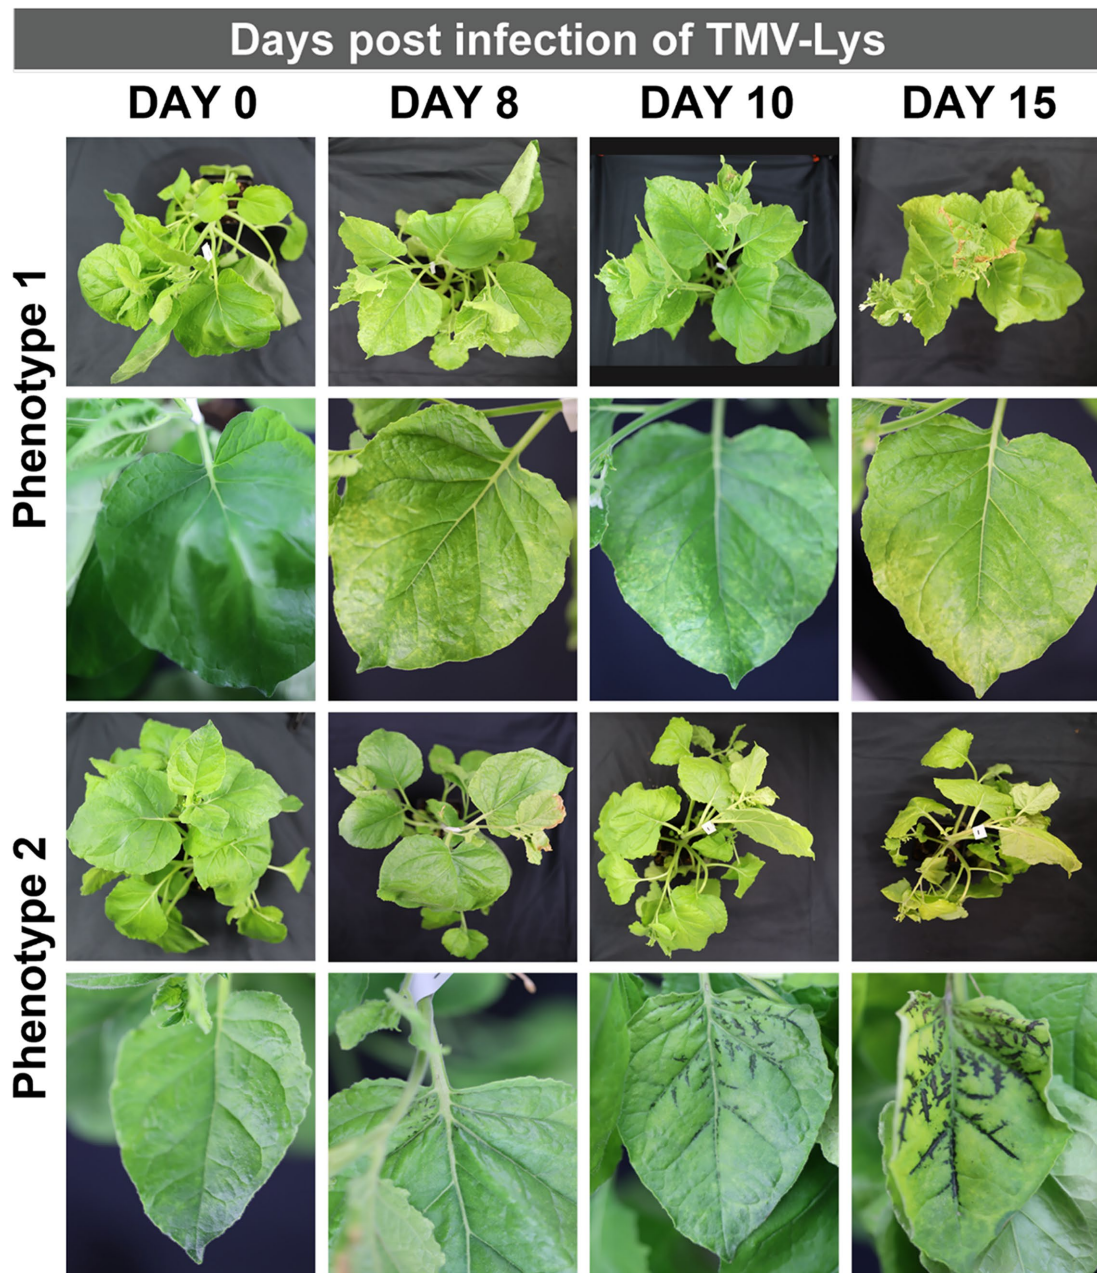 Days post infection of TMV-Lys
DAY 0 DAY 8 DAY 10 DAY 15
Phenotype 1
Phenotype 2